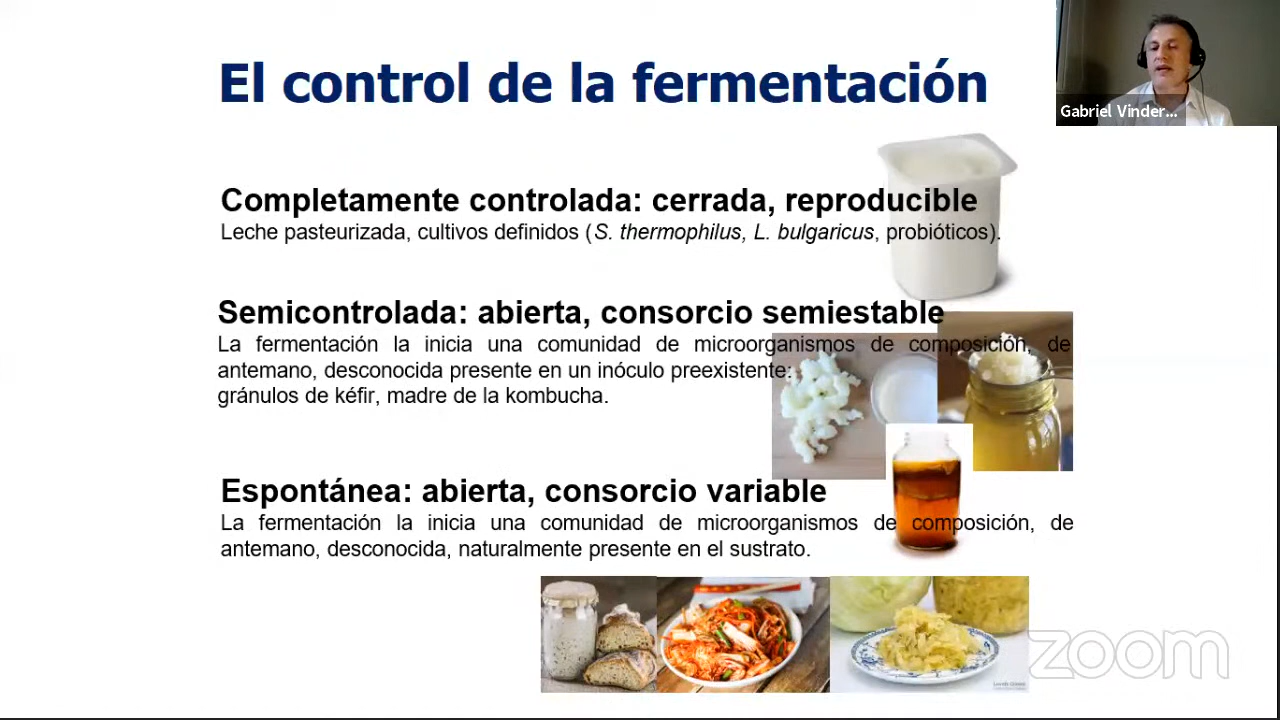 El control de la fermentación
Gabriel Vinder...
Completamente controlada: cerrada, reproducible
Leche pasteurizada, cultivos definidos (S. thermophilus, L. bulgaricus, probióticos).
Semicontrolada: abierta, consorcio semiestable
La fermentación la inicia una comunidad de microorganismos de composición, de
antemano, desconocida presente en un inóculo preexistente:
gránulos de kéfir, madre de la kombucha.
Espontánea: abierta, consorcio variable
La fermentación la inicia una comunidad de microorganismos de composición, de
antemano, desconocida, naturalmente presente en el sustrato.
zoom